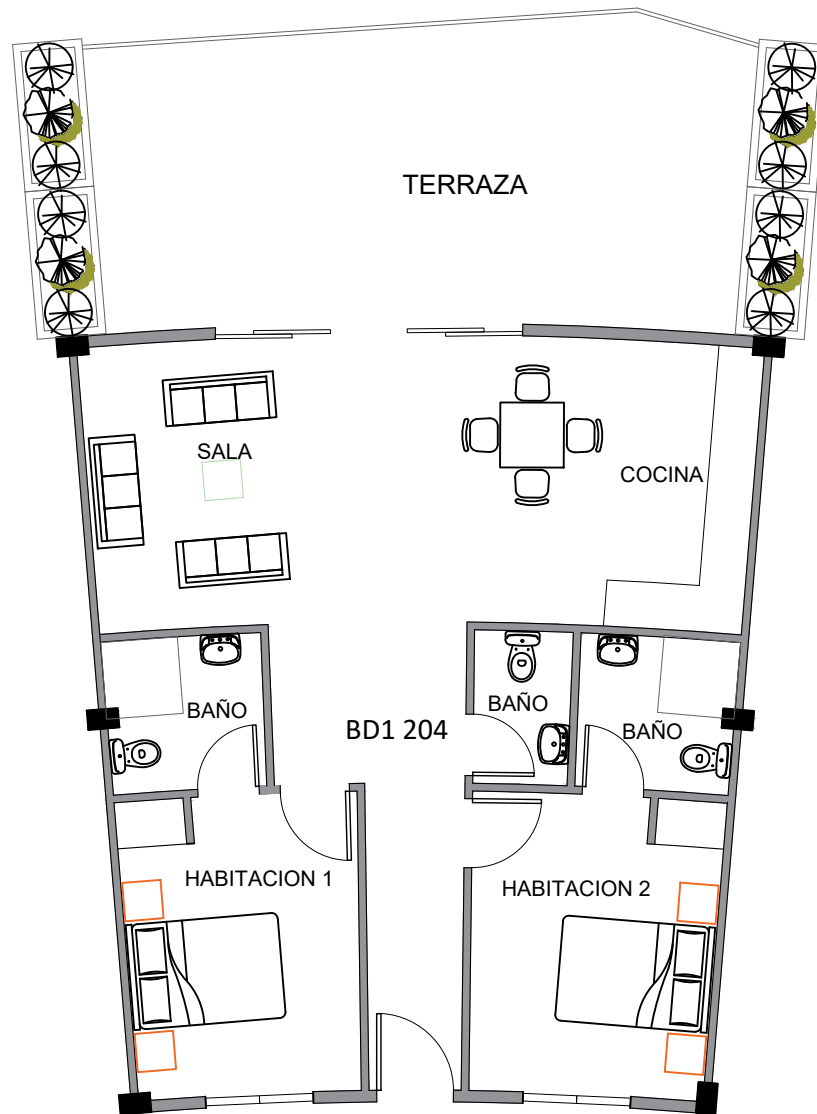 TERRAZA
SALA
COCINA
BAÑO
BAÑO
BAÑO
BD1 204
HABITACION 1
HABITACION 2